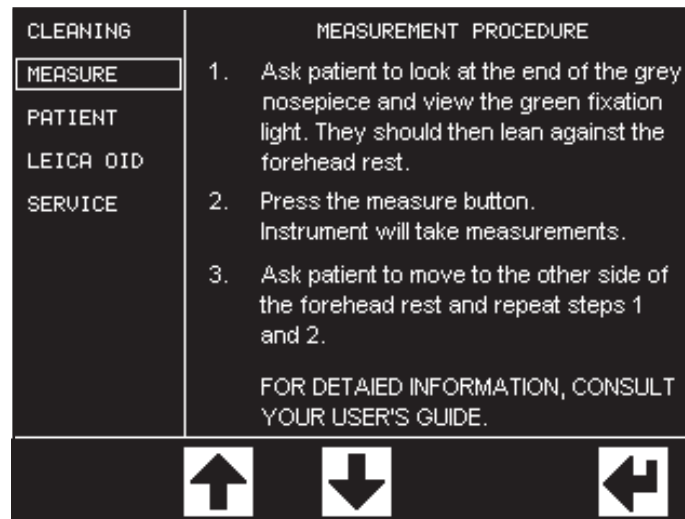 CLEANING
MEASURE
PATIENT
LEICA OID
SERVICE
MEASUREMENT PROCEDURE
1. Ask patient to look at the end of the grey
nosepiece and view the green fixation
light. They should then lean against the
forehead rest.
2. Press the measure button.
Instrument will take measurements.
3. Ask patient to move to the other side of
the forehead rest and repeat steps 1
and 2.
FOR DETAIED INFORMATION, CONSULT
YOUR USER'S GUIDE.